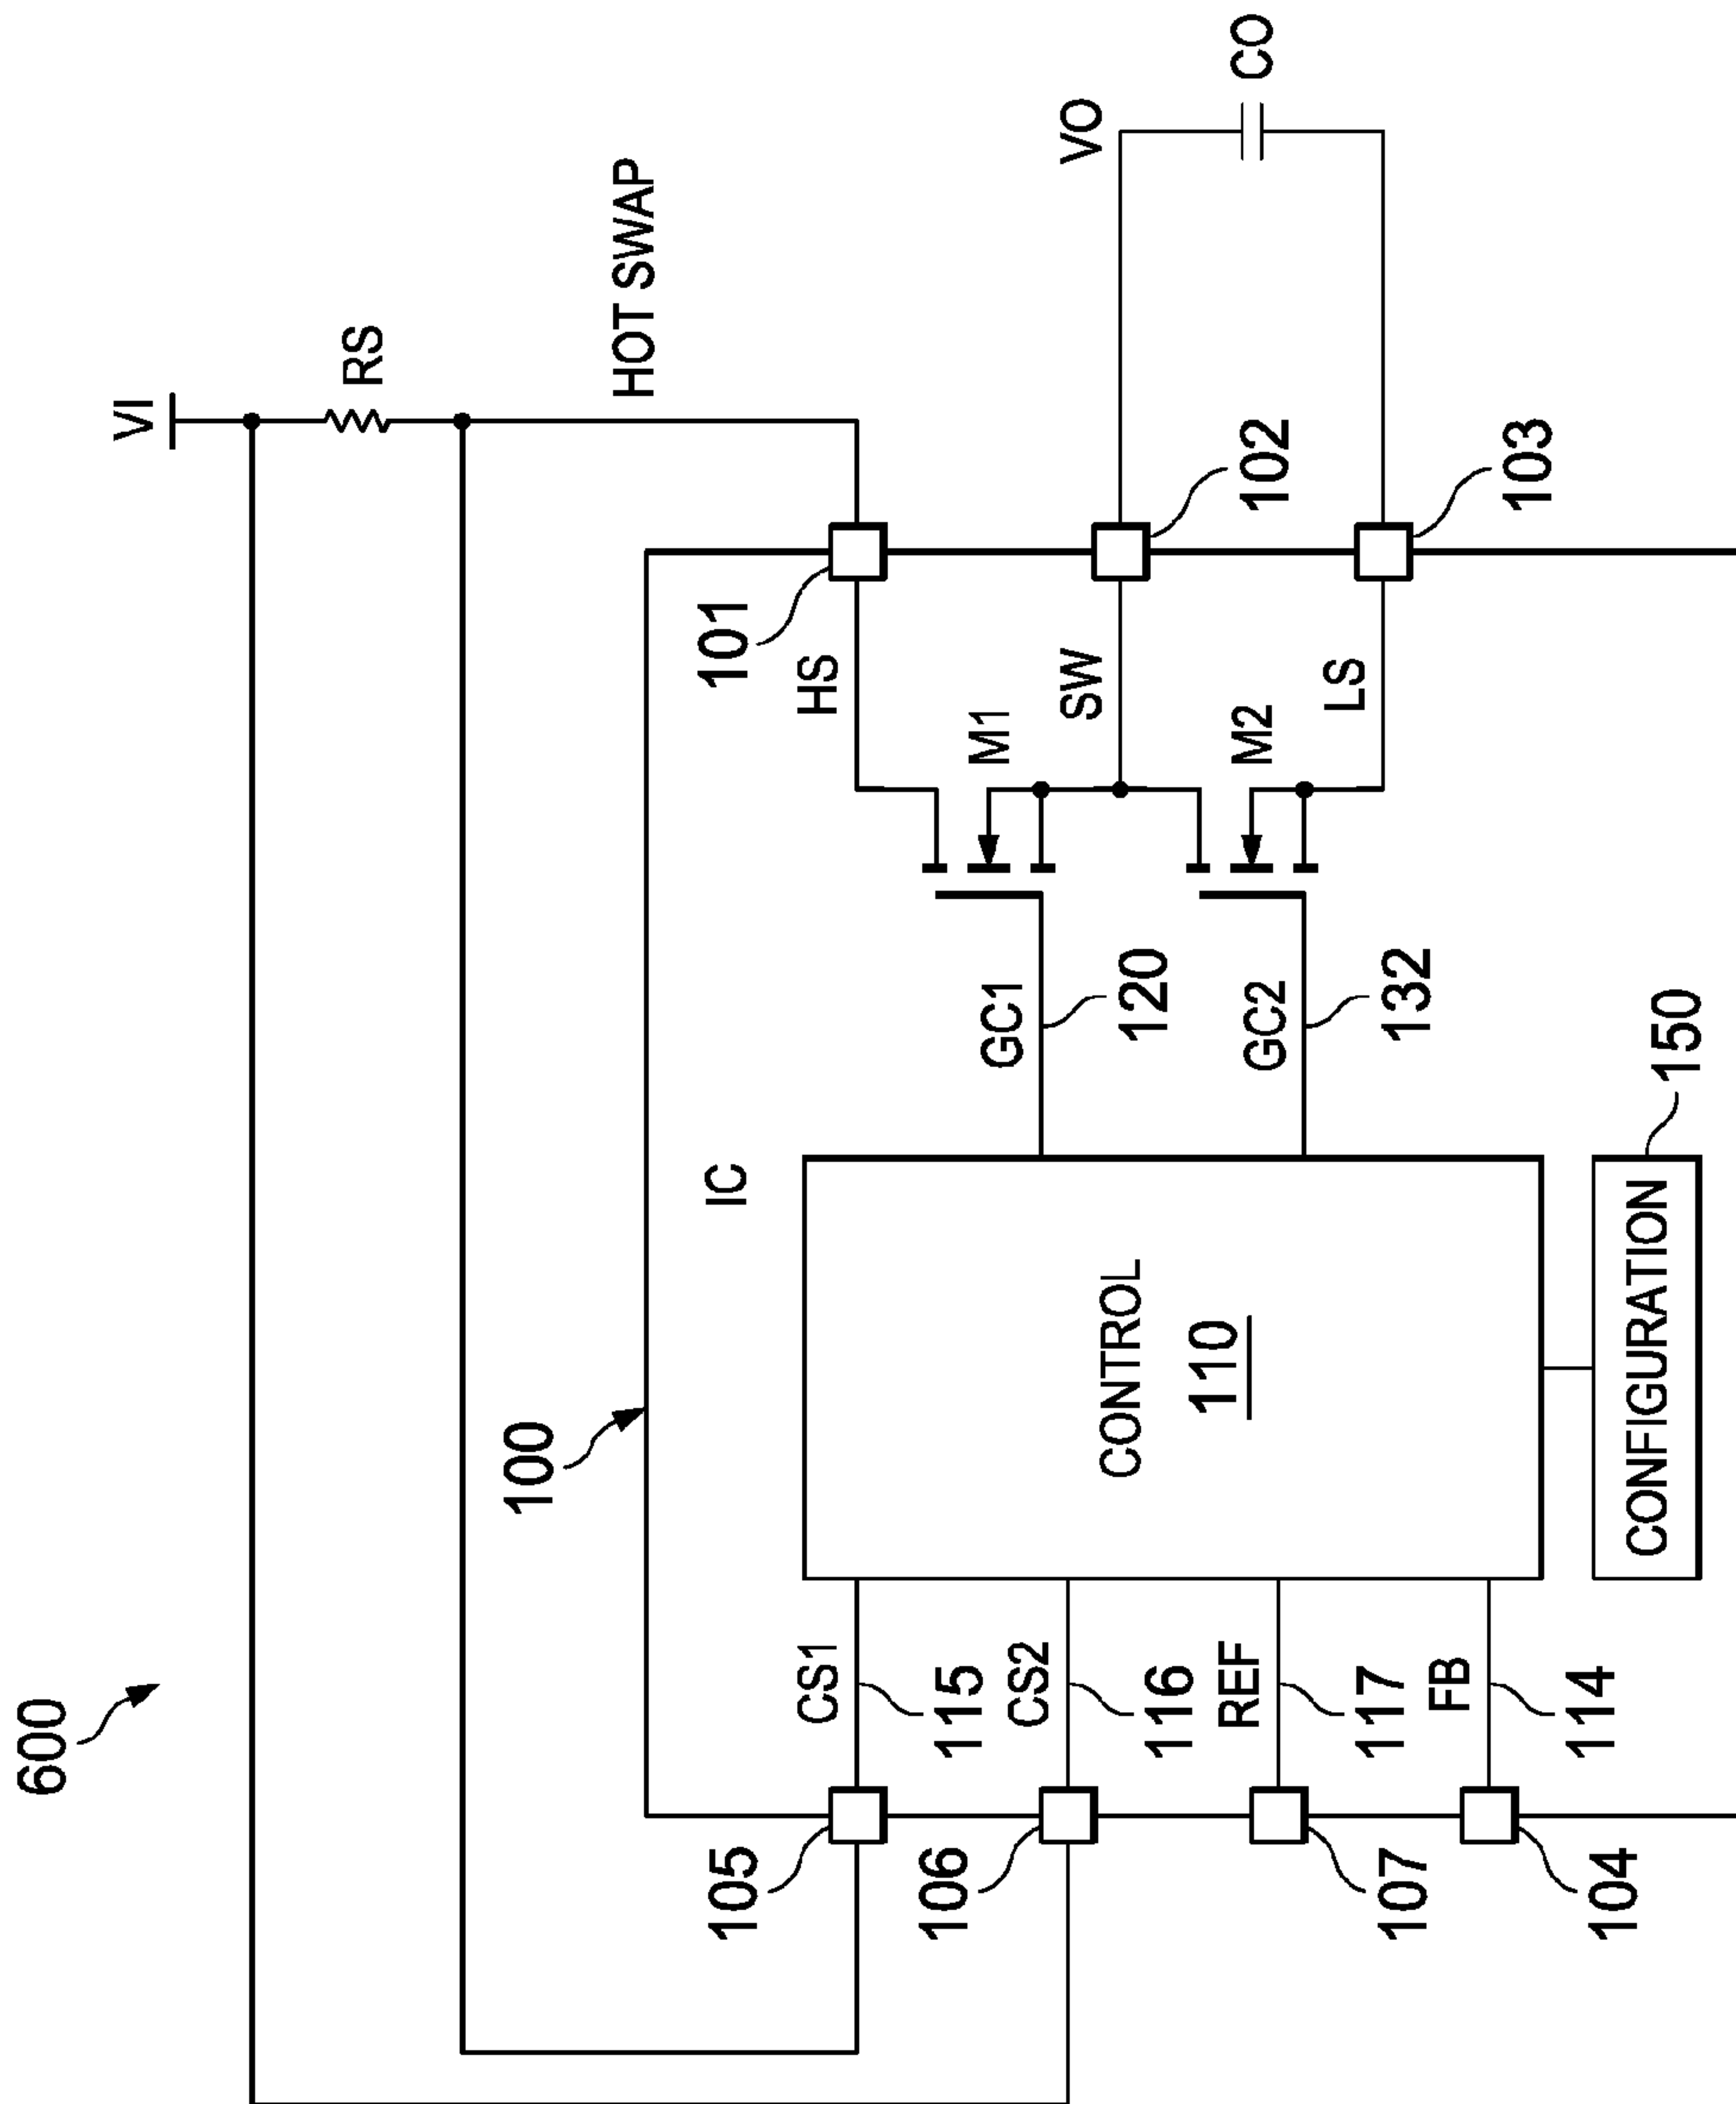 600
VI
RS
HOT SWAP
100
IC
101
HS
105
CS1
115
106
CS2
116
107
REF
117
104
FB
114
CONTROL
110
GC1
120
GC2
132
M1
SW
M2
LS
102
103
VO
CO
CONFIGURATION
150